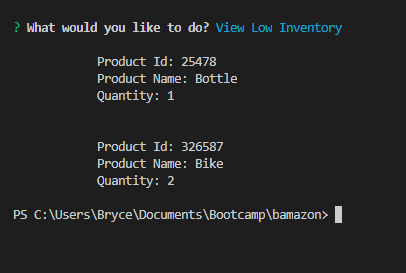 ? What would you like to do? View Low Inventory
Product Id: 25478
Product Name: Bottle
Quantity: 1
Product Id: 326587
Product Name: Bike
Quantity: 2
PS C:\Users\Bryce\Documents\Bootcamp\bamazon>